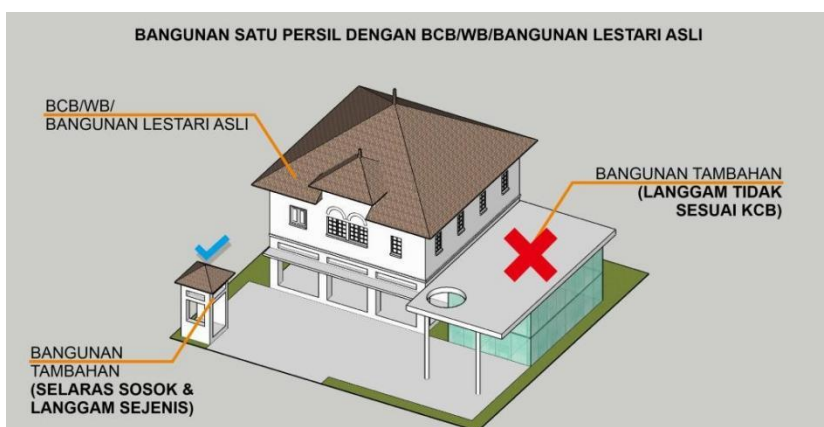 BANGUNAN SATU PERSIL DENGAN BCB/WB/BANGUNAN LESTARI ASLI
BCB/WB/
BANGUNAN LESTARI ASLI
BANGUNAN TAMBAHAN
(LANGGAM TIDAK
SESUAI KCB)
BANGUNAN
TAMBAHAN
(SELARAS SOSOK &
LANGGAM SEJENIS)